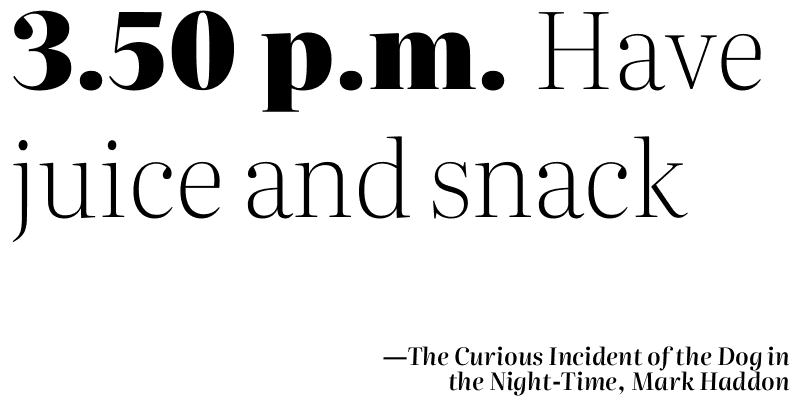 3.50 p.m. Have
juice and snack
—The Curious Incident of the Dog in
the Night-Time, Mark Haddon